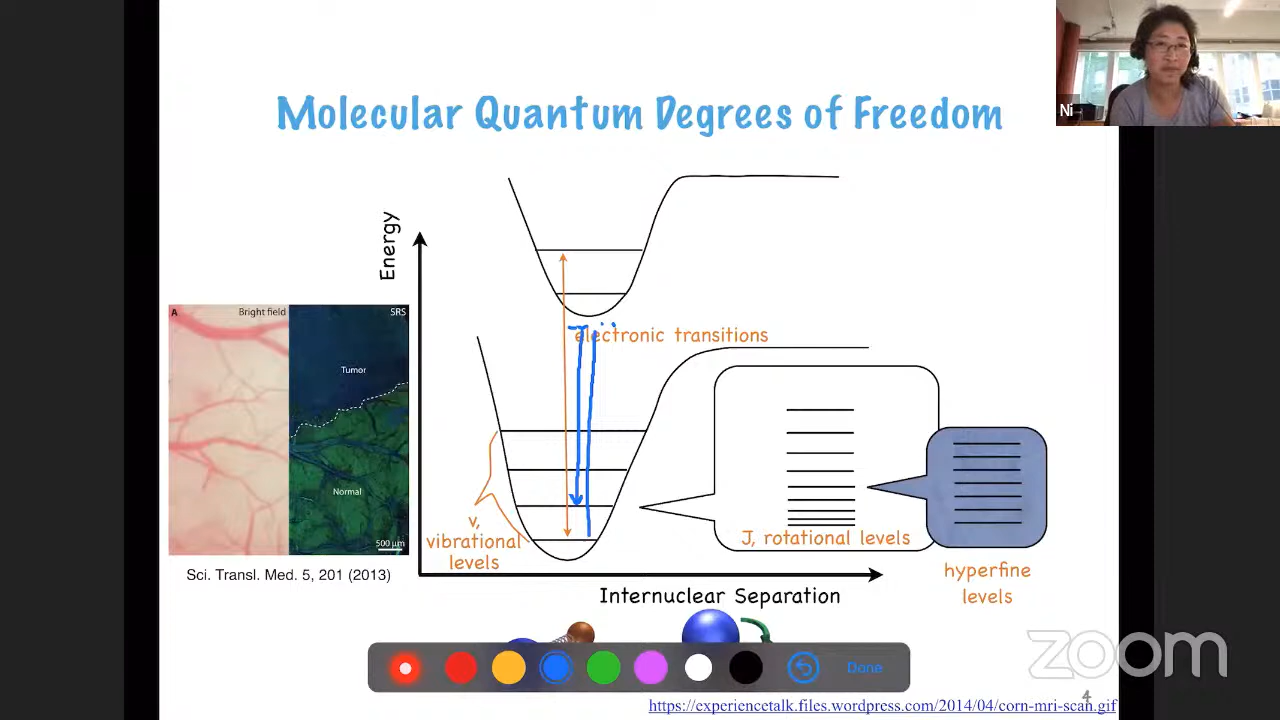 Molecular Quantum Degrees of Freedom
Ni
Energy
A
Bright field
SRS
Tumor
Normal
500 µm
Sci. Transl. Med. 5, 201 (2013)
electronic transitions
v,
vibrational
levels
J, rotational levels
hyperfine
levels
Internuclear Separation
Done
zoom
4
https://experiencetalk.files.wordpress.com/2014/04/corn-mri-scan.gif